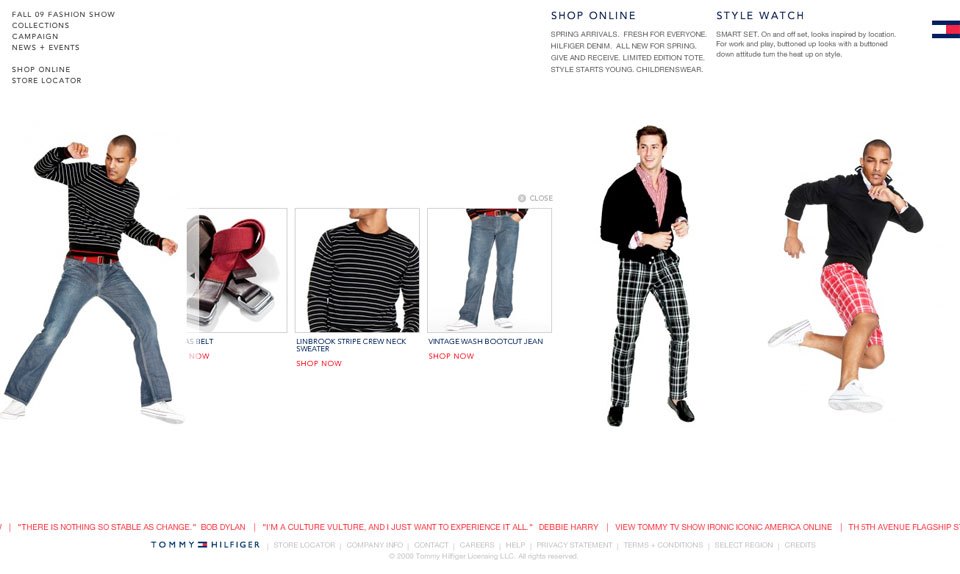 FALL 09 FASHION SHOW
COLLECTIONS
CAMPAIGN
NEWS + EVENTS
SHOP ONLINE
STORE LOCATOR
SHOP ONLINE
SPRING ARRIVALS. FRESH FOR EVERYONE.
HILFIGER DENIM. ALL NEW FOR SPRING.
GIVE AND RECEIVE. LIMITED EDITION TOTE.
STYLE STARTS YOUNG. CHILDRENSWEAR.
STYLE WATCH
SMART SET. On and off set, looks inspired by location.
For work and play, buttoned up looks with a buttoned
down attitude turn the heat up on style.
CLOSE
BELT
NOW
LINBROOK STRIPE CREW NECK
SWEATER
SHOP NOW
VINTAGE WASH BOOTCUT JEAN
SHOP NOW
| "THERE IS NOTHING SO STABLE AS CHANGE." BOB DYLAN | "I'M A CULTURE VULTURE, AND I JUST WANT TO EXPERIENCE IT ALL." DEBBIE HARRY | VIEW TOMMY TV SHOW IRONIC ICONIC AMERICA ONLINE | TH 5TH AVENUE FLAGSHIP
TOMMY HILFIGER | STORE LOCATOR | COMPANY INFO | CONTACT | CAREERS | HELP | PRIVACY STATEMENT | TERMS + CONDITIONS | SELECT REGION | CREDITS
© 2000 Tommy Hilfiger Licensing LLC. All rights reserved.